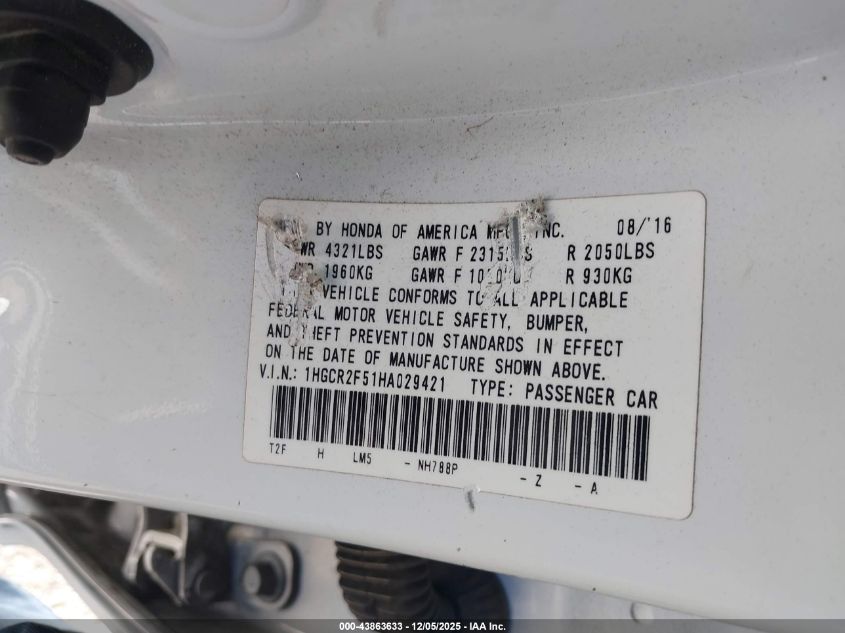 BY HONDA OF AMERICA INC. 08/'16
4321LBS GAWR F R 2050LBS
1960KG GAWR F R 930KG
VEHICLE CONFORMS TO ALL APPLICABLE
FEDERAL MOTOR VEHICLE SAFETY, BUMPER,
AND THEFT PREVENTION STANDARDS IN EFFECT
ON THE DATE OF MANUFACTURE SHOWN ABOVE.
V.I.N.: 1HGCR2F51HA029421 TYPE: PASSENGER CAR
T2F H LM5 - NH788P - Z - A
000-43863633 - 12/05/2025 - IAA Inc.